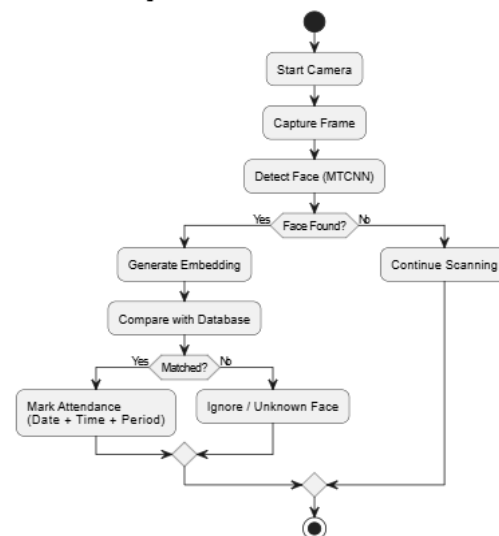 Start Camera
Capture Frame
Detect Face (MTCNN)
Yes
Face Found?
No
Generate Embedding
Continue Scanning
Compare with Database
Yes
Matched?
No
Mark Attendance
(Date + Time + Period)
Ignore / Unknown Face